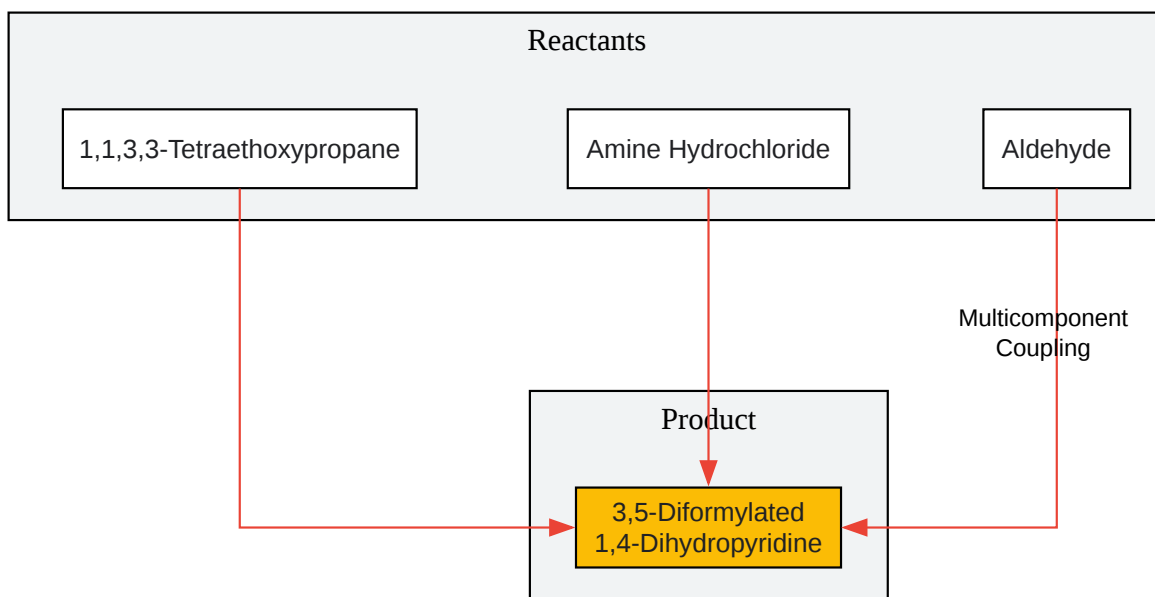 Reactants
1,1,3,3-Tetraethoxypropane
Amine Hydrochloride
Aldehyde
Multicomponent
Coupling
Product
3,5-Diformylated
1,4-Dihydropyridine